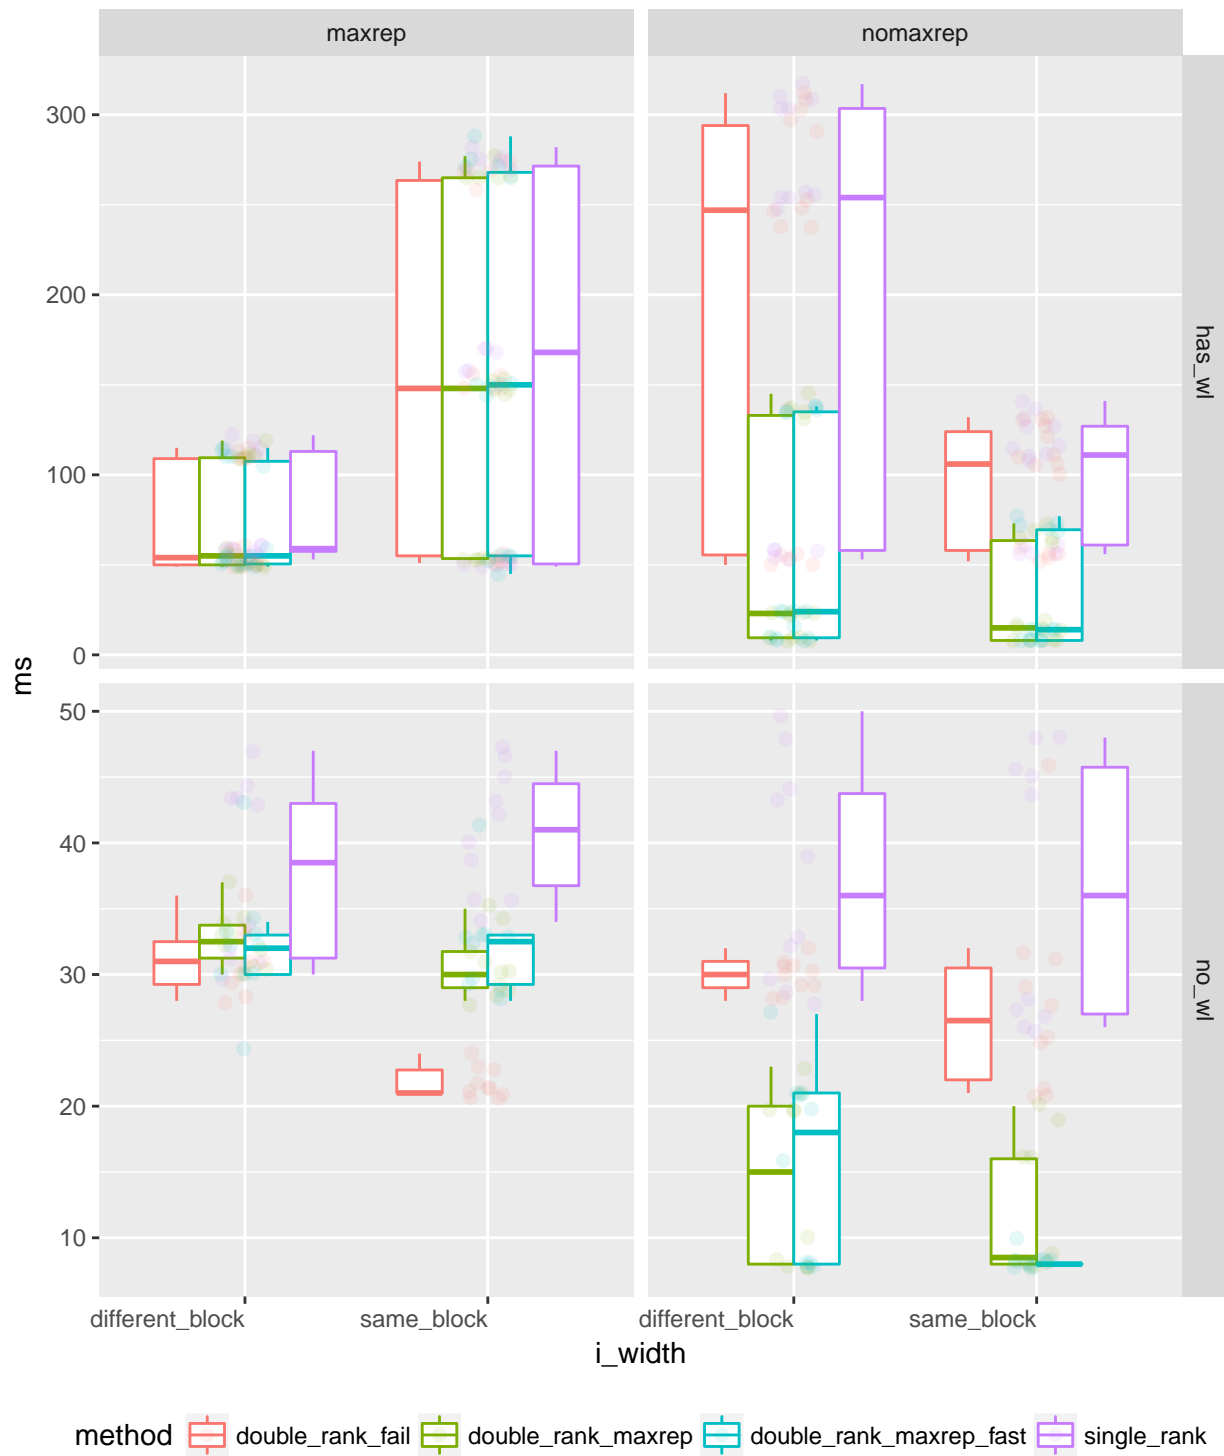 maxrep nomaxrep
300
200
100
0
has_wl
ms
50
40
30
20
10
no_wl
different_block same_block different_block same_block
i_width
method double_rank_fail double_rank_maxrep double_rank_maxrep_fast single_rank